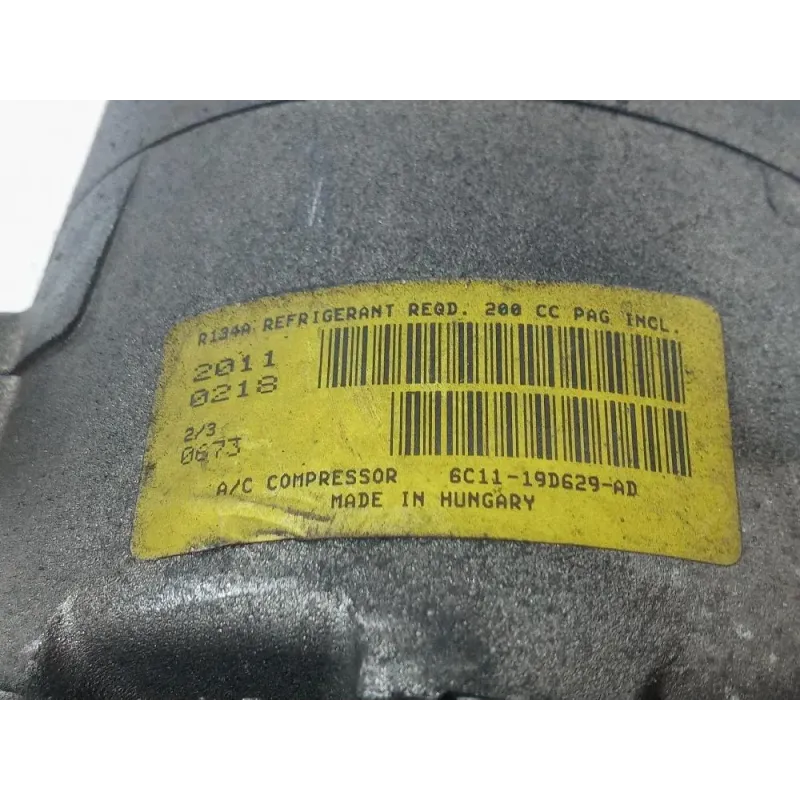 R134A REFRIGERANT REQD. 200 CC PAG INCL.
2011
0218
2/3
0673
A/C COMPRESSOR 6C11-19D629-AD
MADE IN HUNGARY